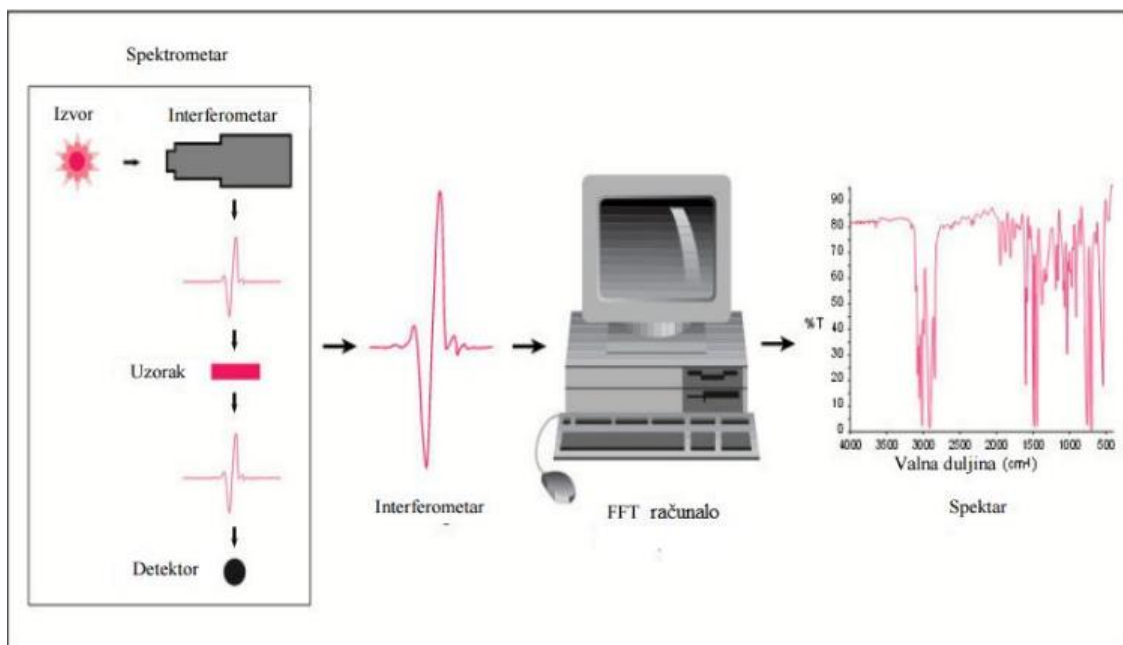 Spektrometar
Izvor
Interferometar
Uzorak
Detektor
Interferometar
FFT računalo
%T
90
80
70
60
50
40
30
20
10
0
4000 3000 2500 2000 1500 1000 500
Valna duljina (cm-1)
Spektar